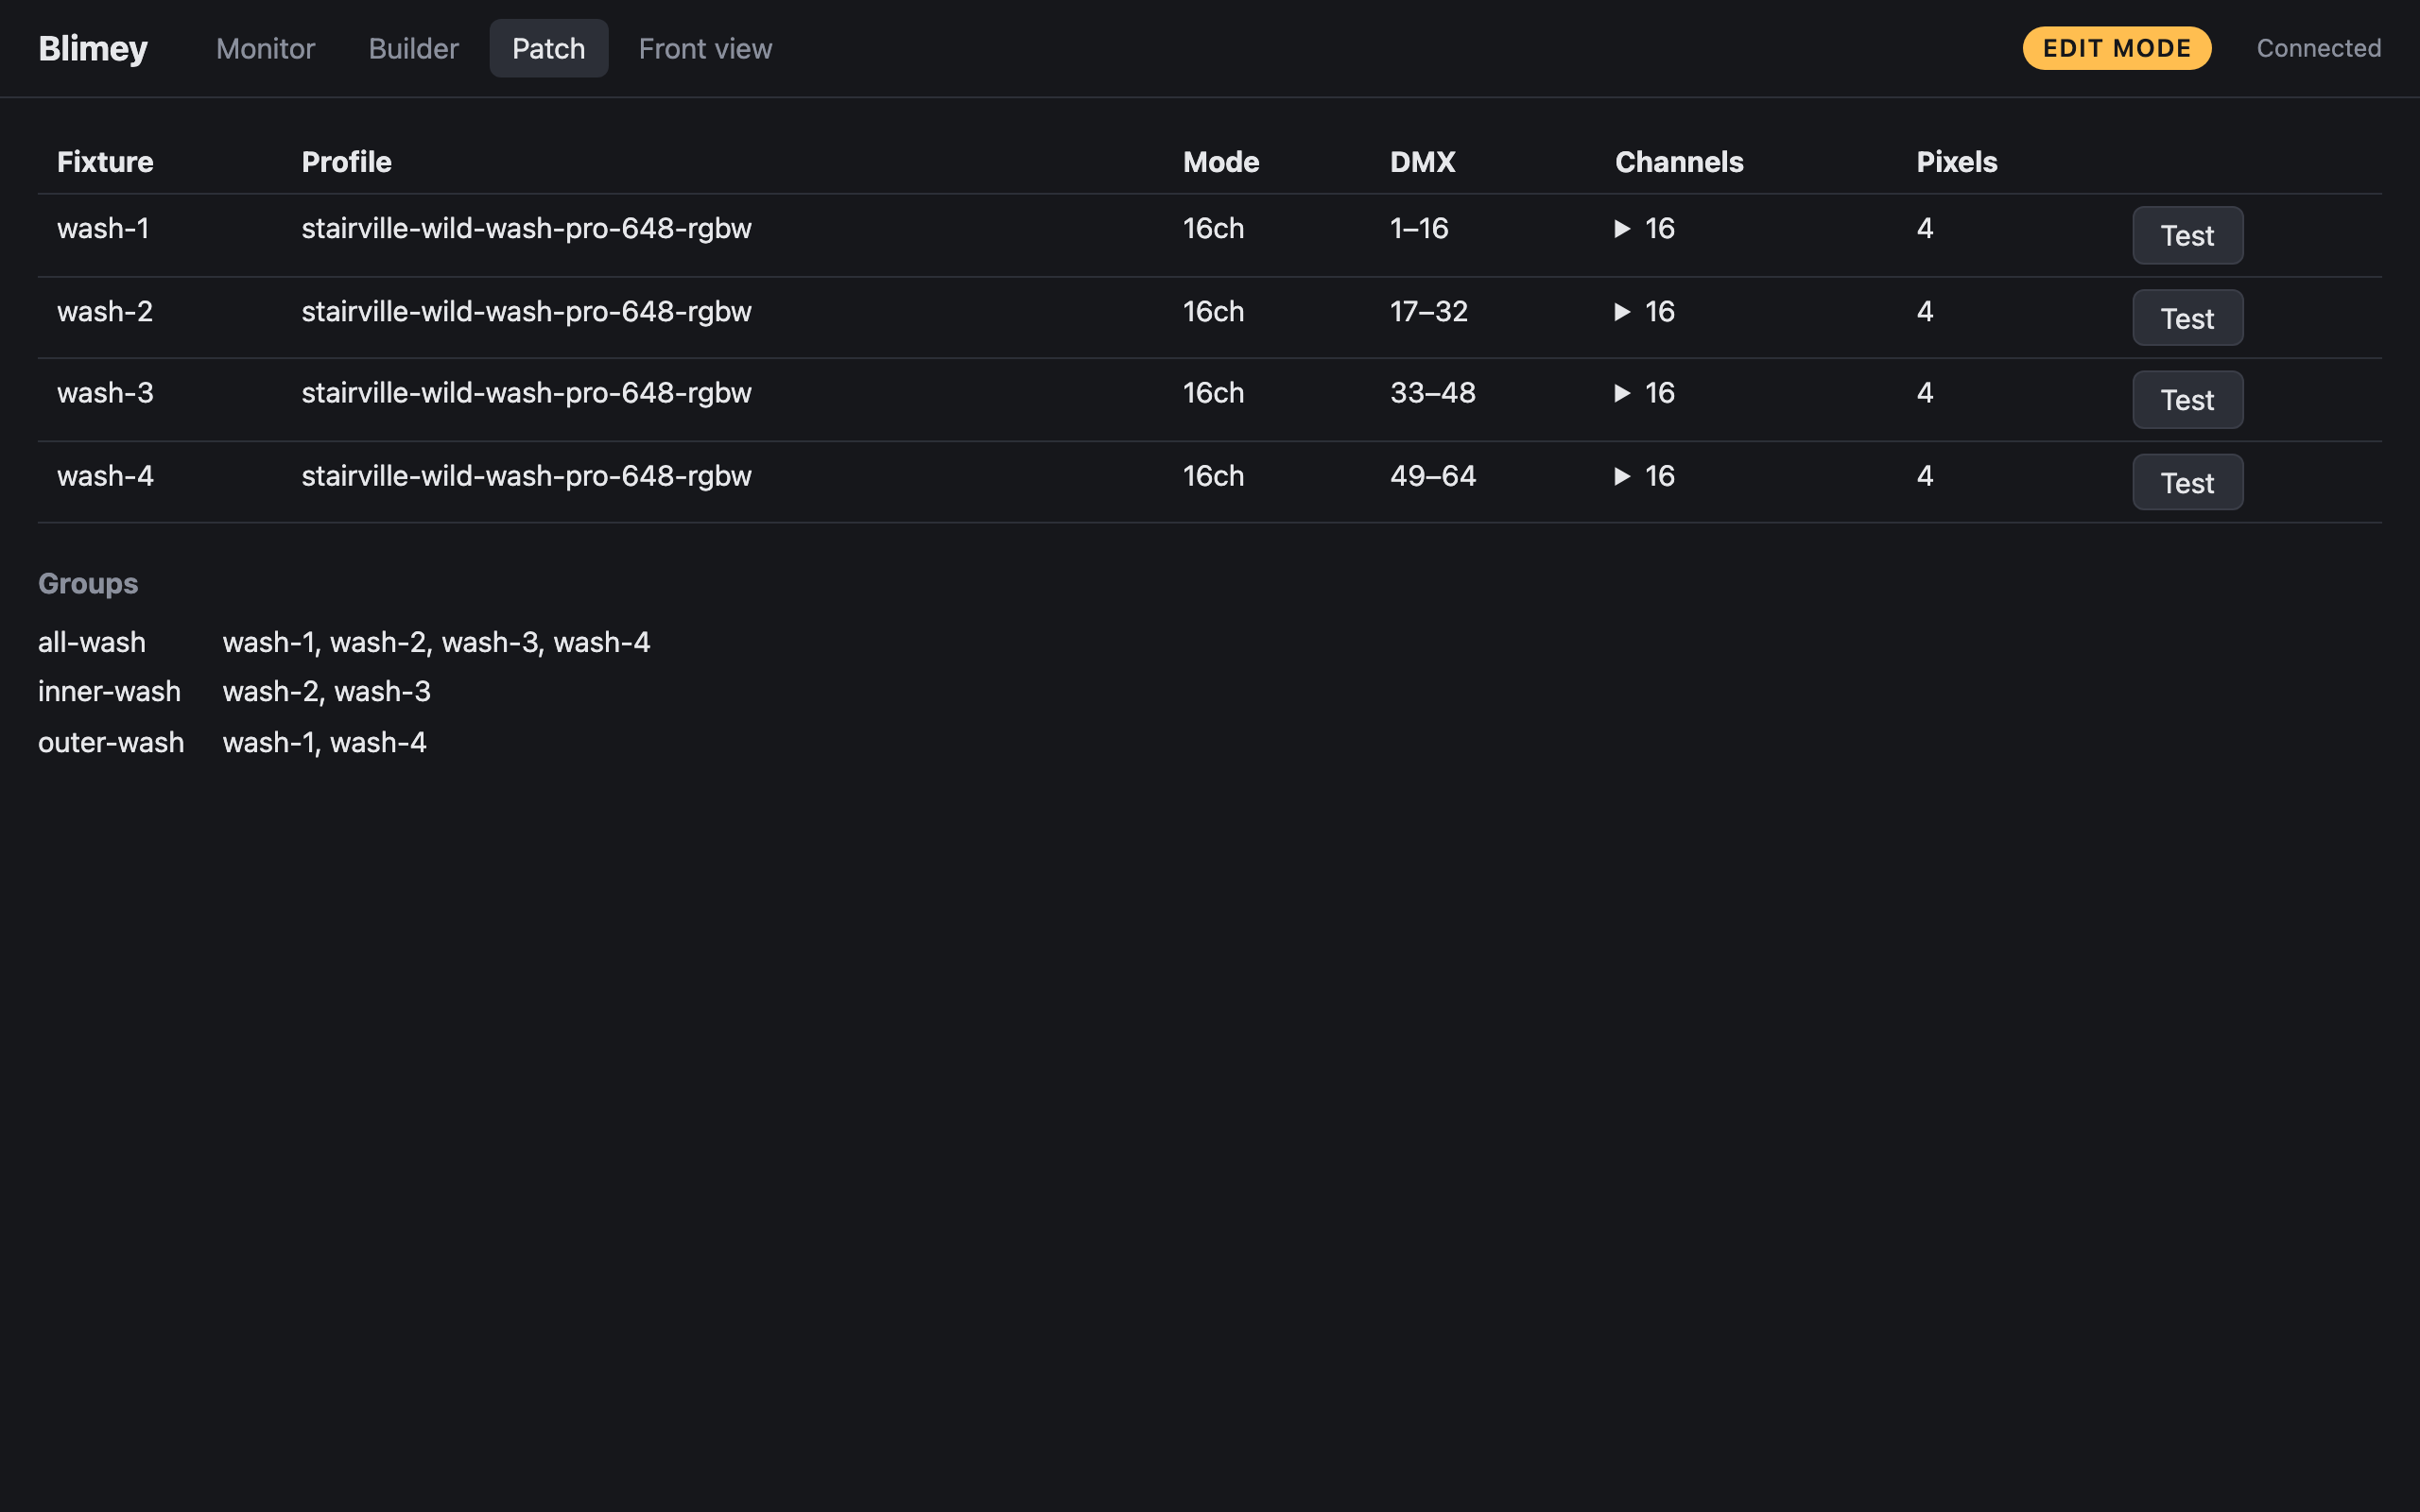 Blimey Monitor Builder Patch Front view EDIT MODE Connected
Fixture Profile Mode DMX Channels Pixels
wash-1 stairville-wild-wash-pro-648-rgbw 16ch 1–16 ▶ 16 4 Test
wash-2 stairville-wild-wash-pro-648-rgbw 16ch 17–32 ▶ 16 4 Test
wash-3 stairville-wild-wash-pro-648-rgbw 16ch 33–48 ▶ 16 4 Test
wash-4 stairville-wild-wash-pro-648-rgbw 16ch 49–64 ▶ 16 4 Test
Groups
all-wash wash-1, wash-2, wash-3, wash-4
inner-wash wash-2, wash-3
outer-wash wash-1, wash-4